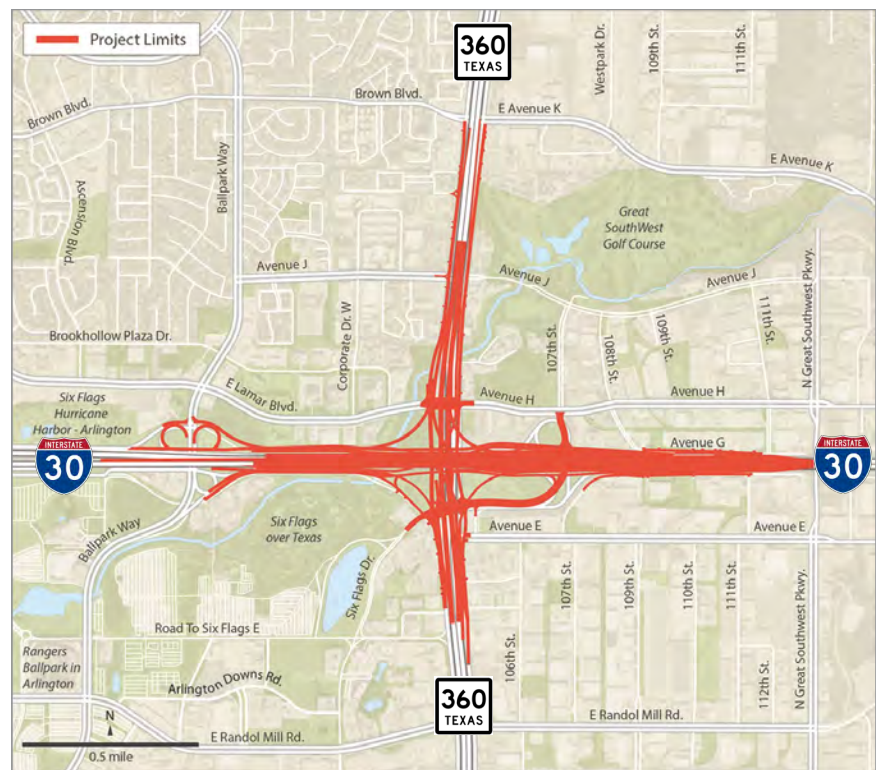 Project Limits
360
TEXAS
Westpark Dr.
109th St.
111th St.
Brown Blvd.
Brown Blvd.
E Avenue K
E Avenue K
Ballpark Way
Ascension Blvd.
Great
SouthWest
Golf Course
Avenue J
Avenue J
Avenue J
N Great Southwest Pkwy.
Brookhollow Plaza Dr.
Corporate Dr. W
107th St.
108th St.
109th St.
111th St.
E Lamar Blvd.
Avenue H
Avenue H
Six Flags
Hurricane
Harbor - Arlington
Avenue G
INTERSTATE
30
INTERSTATE
30
Ballpark Way
Six Flags
over Texas
Six Flags Dr.
Avenue E
Avenue E
Road To Six Flags E
106th St.
107th St.
109th St.
110th St.
111th St.
112th St.
N Great Southwest Pkwy.
Rangers
Ballpark in
Arlington
Arlington Downs Rd.
360
TEXAS
N
E Randol Mill Rd.
E Randol Mill Rd.
0.5 mile